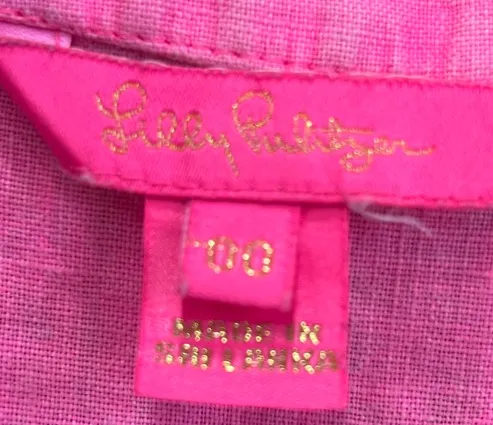 Lilly Pulitzer
00
MADE IN
SRI LANKA